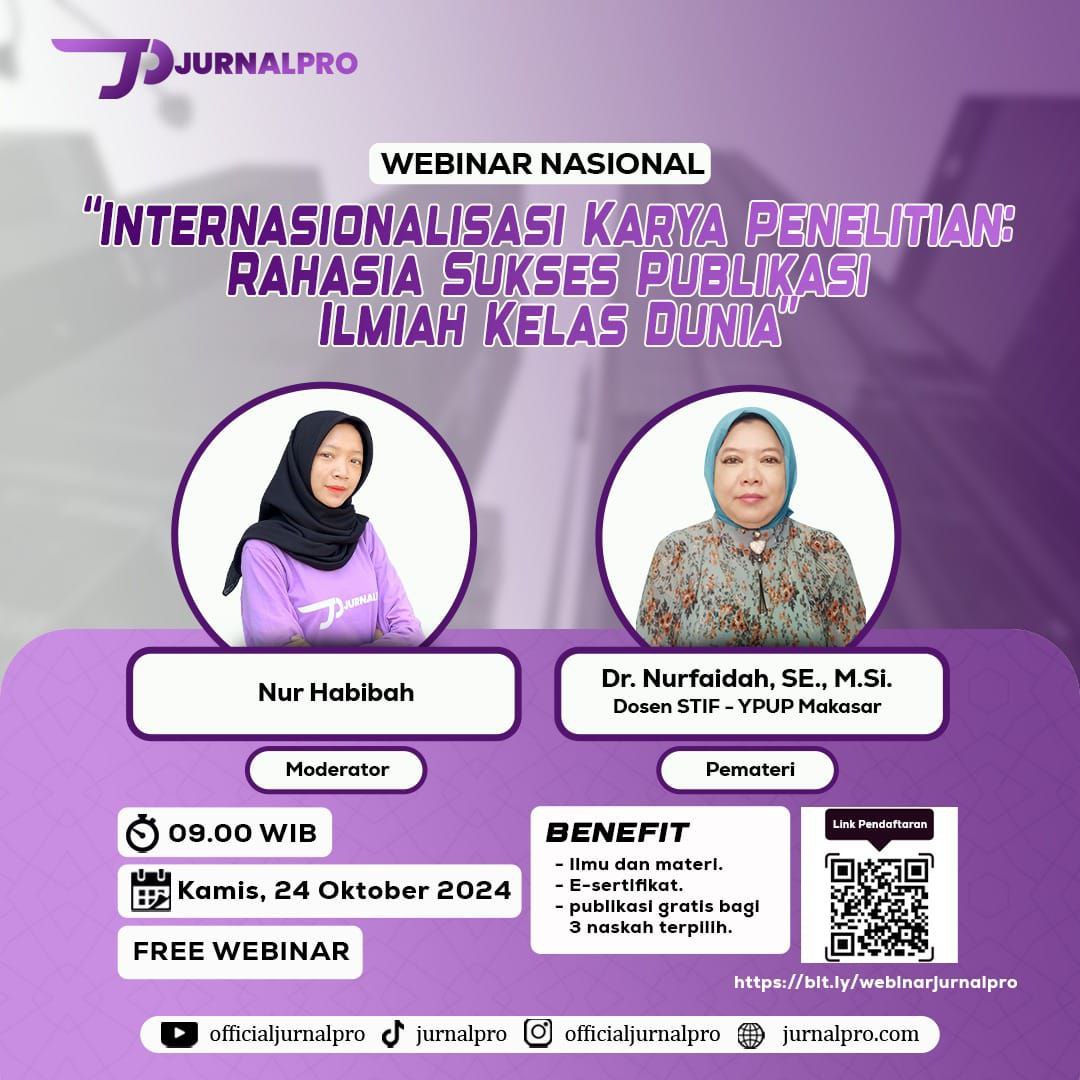 JURNALPRO
WEBINAR NASIONAL
"INTERNASIONALISASI KARYA PENELITIAN:
RAHASIA SUKSES PUBLIKASI
ILMIAH KELAS DUNIA"
JURNAL
Nur Habibah
Moderator
Dr. Nurfaidah, SE., M.Si.
Dosen STIF - YPUP Makasar
Pemateri
09.00 WIB
Kamis, 24 Oktober 2024
FREE WEBINAR
BENEFIT
- Ilmu dan materi.
- E-sertifikat.
- publikasi gratis bagi
3 naskah terpilih.
Link Pendaftaran
https://bit.ly/webinarjurnalpro
officialjurnalpro jurnalpro officialjurnalpro jurnalpro.com